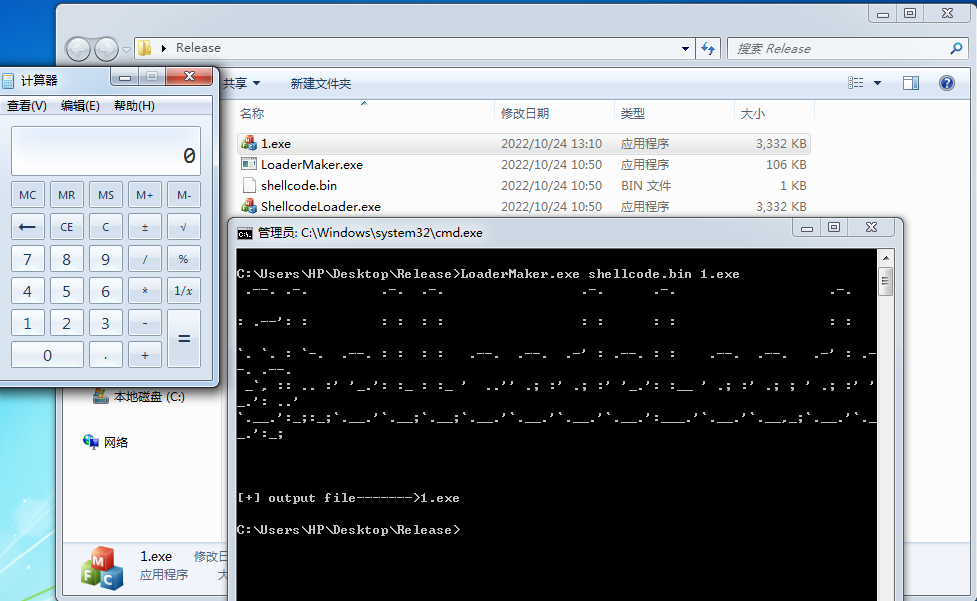 Release
搜索 Release
计算器
共享
新建文件夹
查看(V) 编辑(E) 帮助(H)
0
MC MR MS M+ M-
← CE C ± √
7 8 9 / %
4 5 6 * 1/x
1 2 3 - =
0 . +
名称 修改日期 类型 大小
1.exe 2022/10/24 13:10 应用程序 3,332 KB
LoaderMaker.exe 2022/10/24 10:50 应用程序 106 KB
shellcode.bin 2022/10/24 10:50 BIN 文件 1 KB
ShellcodeLoader.exe 2022/10/24 10:50 应用程序 3,332 KB
本地磁盘 (C:)
网络
管理员: C:\Windows\system32\cmd.exe
C:\Users\HP\Desktop\Release>LoaderMaker.exe shellcode.bin 1.exe
[+] output file------->1.exe
C:\Users\HP\Desktop\Release>
1.exe 修改日
应用程序
MFC